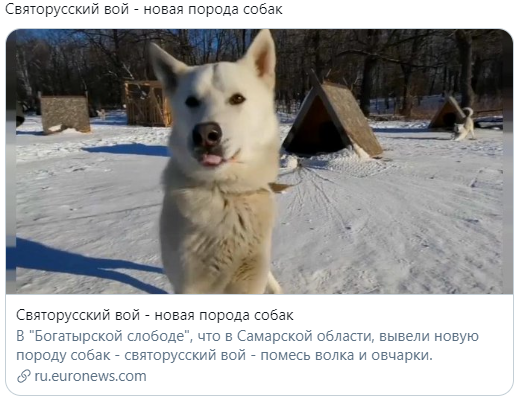 Святорусский вой - новая порода собак
Святорусский вой - новая порода собак
В "Богатырской слободе", что в Самарской области, вывели новую
породу собак - святорусский вой - помесь волка и овчарки.
ru.euronews.com